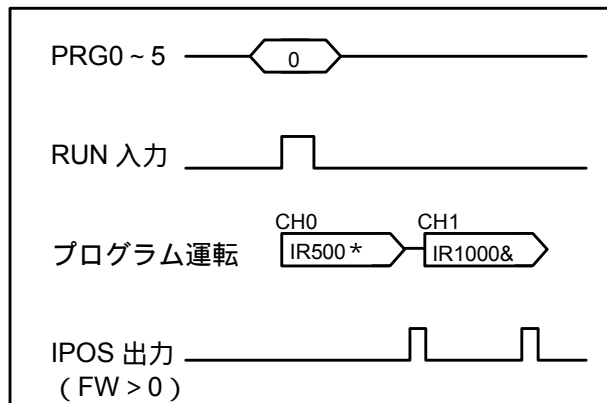 PRG0 ~ 5
0
RUN 入力
CH0
CH1
プログラム運転
IR500 *
IR1000&
IPOS 出力
( FW > 0 )